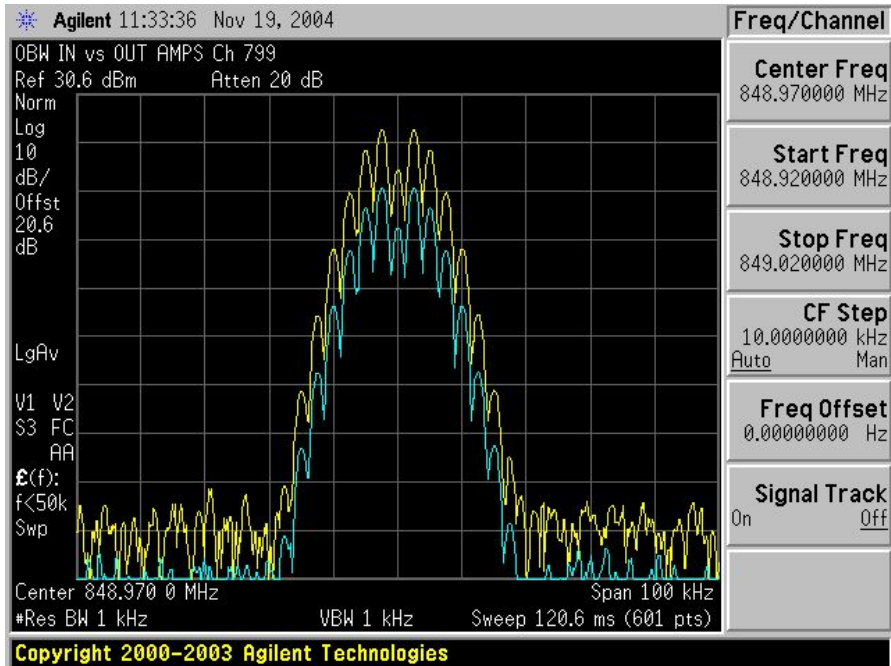 Agilent 11:33:36 Nov 19, 2004
Freq/Channel
OBW IN vs OUT AMPS Ch 799
Ref 30.6 dBm Atten 20 dB
Norm
Log
10
dB/
Offst
20.6
dB
LgAv
V1 V2
S3 FC
AA
£(f):
f<50k
Swp
Center 848.970 0 MHz Span 100 kHz
#Res BW 1 kHz VBW 1 kHz Sweep 120.6 ms (601 pts)
Copyright 2000-2003 Agilent Technologies
Center Freq
848.970000 MHz
Start Freq
848.920000 MHz
Stop Freq
849.020000 MHz
CF Step
10.0000000 kHz
Auto Man
Freq Offset
0.00000000 Hz
Signal Track
On Off